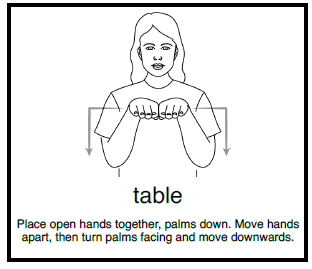 table
Place open hands together, palms down. Move hands
apart, then turn palms facing and move downwards.